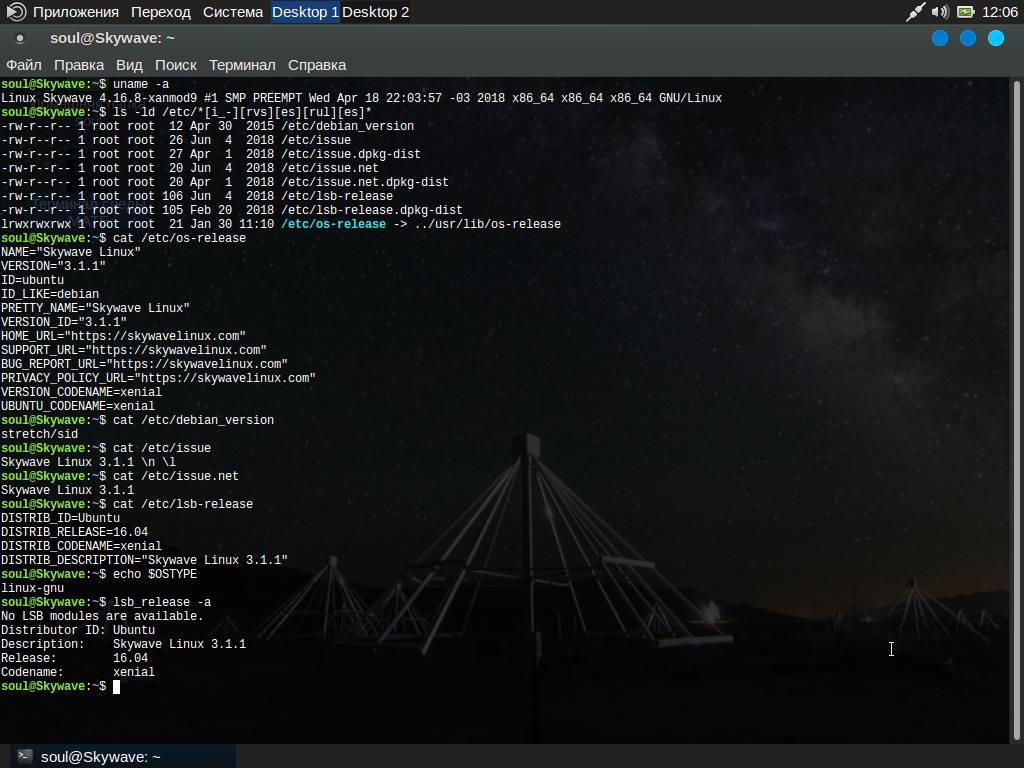 Приложения Переход Система Desktop 1 Desktop 2 12:06
soul@Skywave: ~
Файл Правка Вид Поиск Терминал Справка
soul@Skywave:~$ uname -a
Linux Skywave 4.16.8-xanmod9 #1 SMP PREEMPT Wed Apr 18 22:03:57 -03 2018 x86_64 x86_64 x86_64 GNU/Linux
soul@Skywave:~$ ls -ld /etc/*[i_-][rvs][es][rul][es]*
-rw-r--r-- 1 root root  12 Apr 30  2015 /etc/debian_version
-rw-r--r-- 1 root root  26 Jun  4  2018 /etc/issue
-rw-r--r-- 1 root root  27 Apr  1  2018 /etc/issue.dpkg-dist
-rw-r--r-- 1 root root  20 Jun  4  2018 /etc/issue.net
-rw-r--r-- 1 root root  20 Apr  1  2018 /etc/issue.net.dpkg-dist
-rw-r--r-- 1 root root 106 Jun  4  2018 /etc/lsb-release
-rw-r--r-- 1 root root 105 Feb 20  2018 /etc/lsb-release.dpkg-dist
lrwxrwxrwx 1 root root  21 Jan 30 11:10 /etc/os-release -> ../usr/lib/os-release
soul@Skywave:~$ cat /etc/os-release
NAME="Skywave Linux"
VERSION="3.1.1"
ID=ubuntu
ID_LIKE=debian
PRETTY_NAME="Skywave Linux"
VERSION_ID="3.1.1"
HOME_URL="https://skywavelinux.com"
SUPPORT_URL="https://skywavelinux.com"
BUG_REPORT_URL="https://skywavelinux.com"
PRIVACY_POLICY_URL="https://skywavelinux.com"
VERSION_CODENAME=xenial
UBUNTU_CODENAME=xenial
soul@Skywave:~$ cat /etc/debian_version
stretch/sid
soul@Skywave:~$ cat /etc/issue
Skywave Linux 3.1.1 \n \l
soul@Skywave:~$ cat /etc/issue.net
Skywave Linux 3.1.1
soul@Skywave:~$ cat /etc/lsb-release
DISTRIB_ID=Ubuntu
DISTRIB_RELEASE=16.04
DISTRIB_CODENAME=xenial
DISTRIB_DESCRIPTION="Skywave Linux 3.1.1"
soul@Skywave:~$ echo $OSTYPE
linux-gnu
soul@Skywave:~$ lsb_release -a
No LSB modules are available.
Distributor ID: Ubuntu
Description:    Skywave Linux 3.1.1
Release:        16.04
Codename:       xenial
soul@Skywave:~$
soul@Skywave: ~